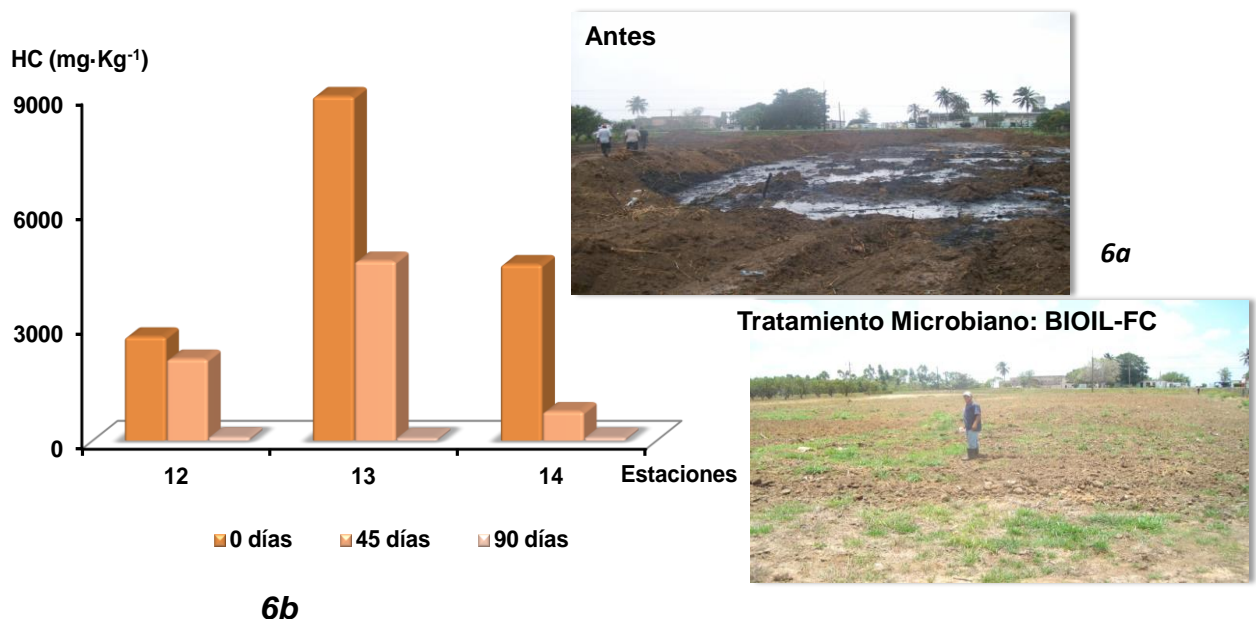 HC (mg·Kg⁻¹)
9000
6000
3000
0
12
13
14
Estaciones
0 días
45 días
90 días
6b
Antes
6a
Tratamiento Microbiano: BIOIL-FC